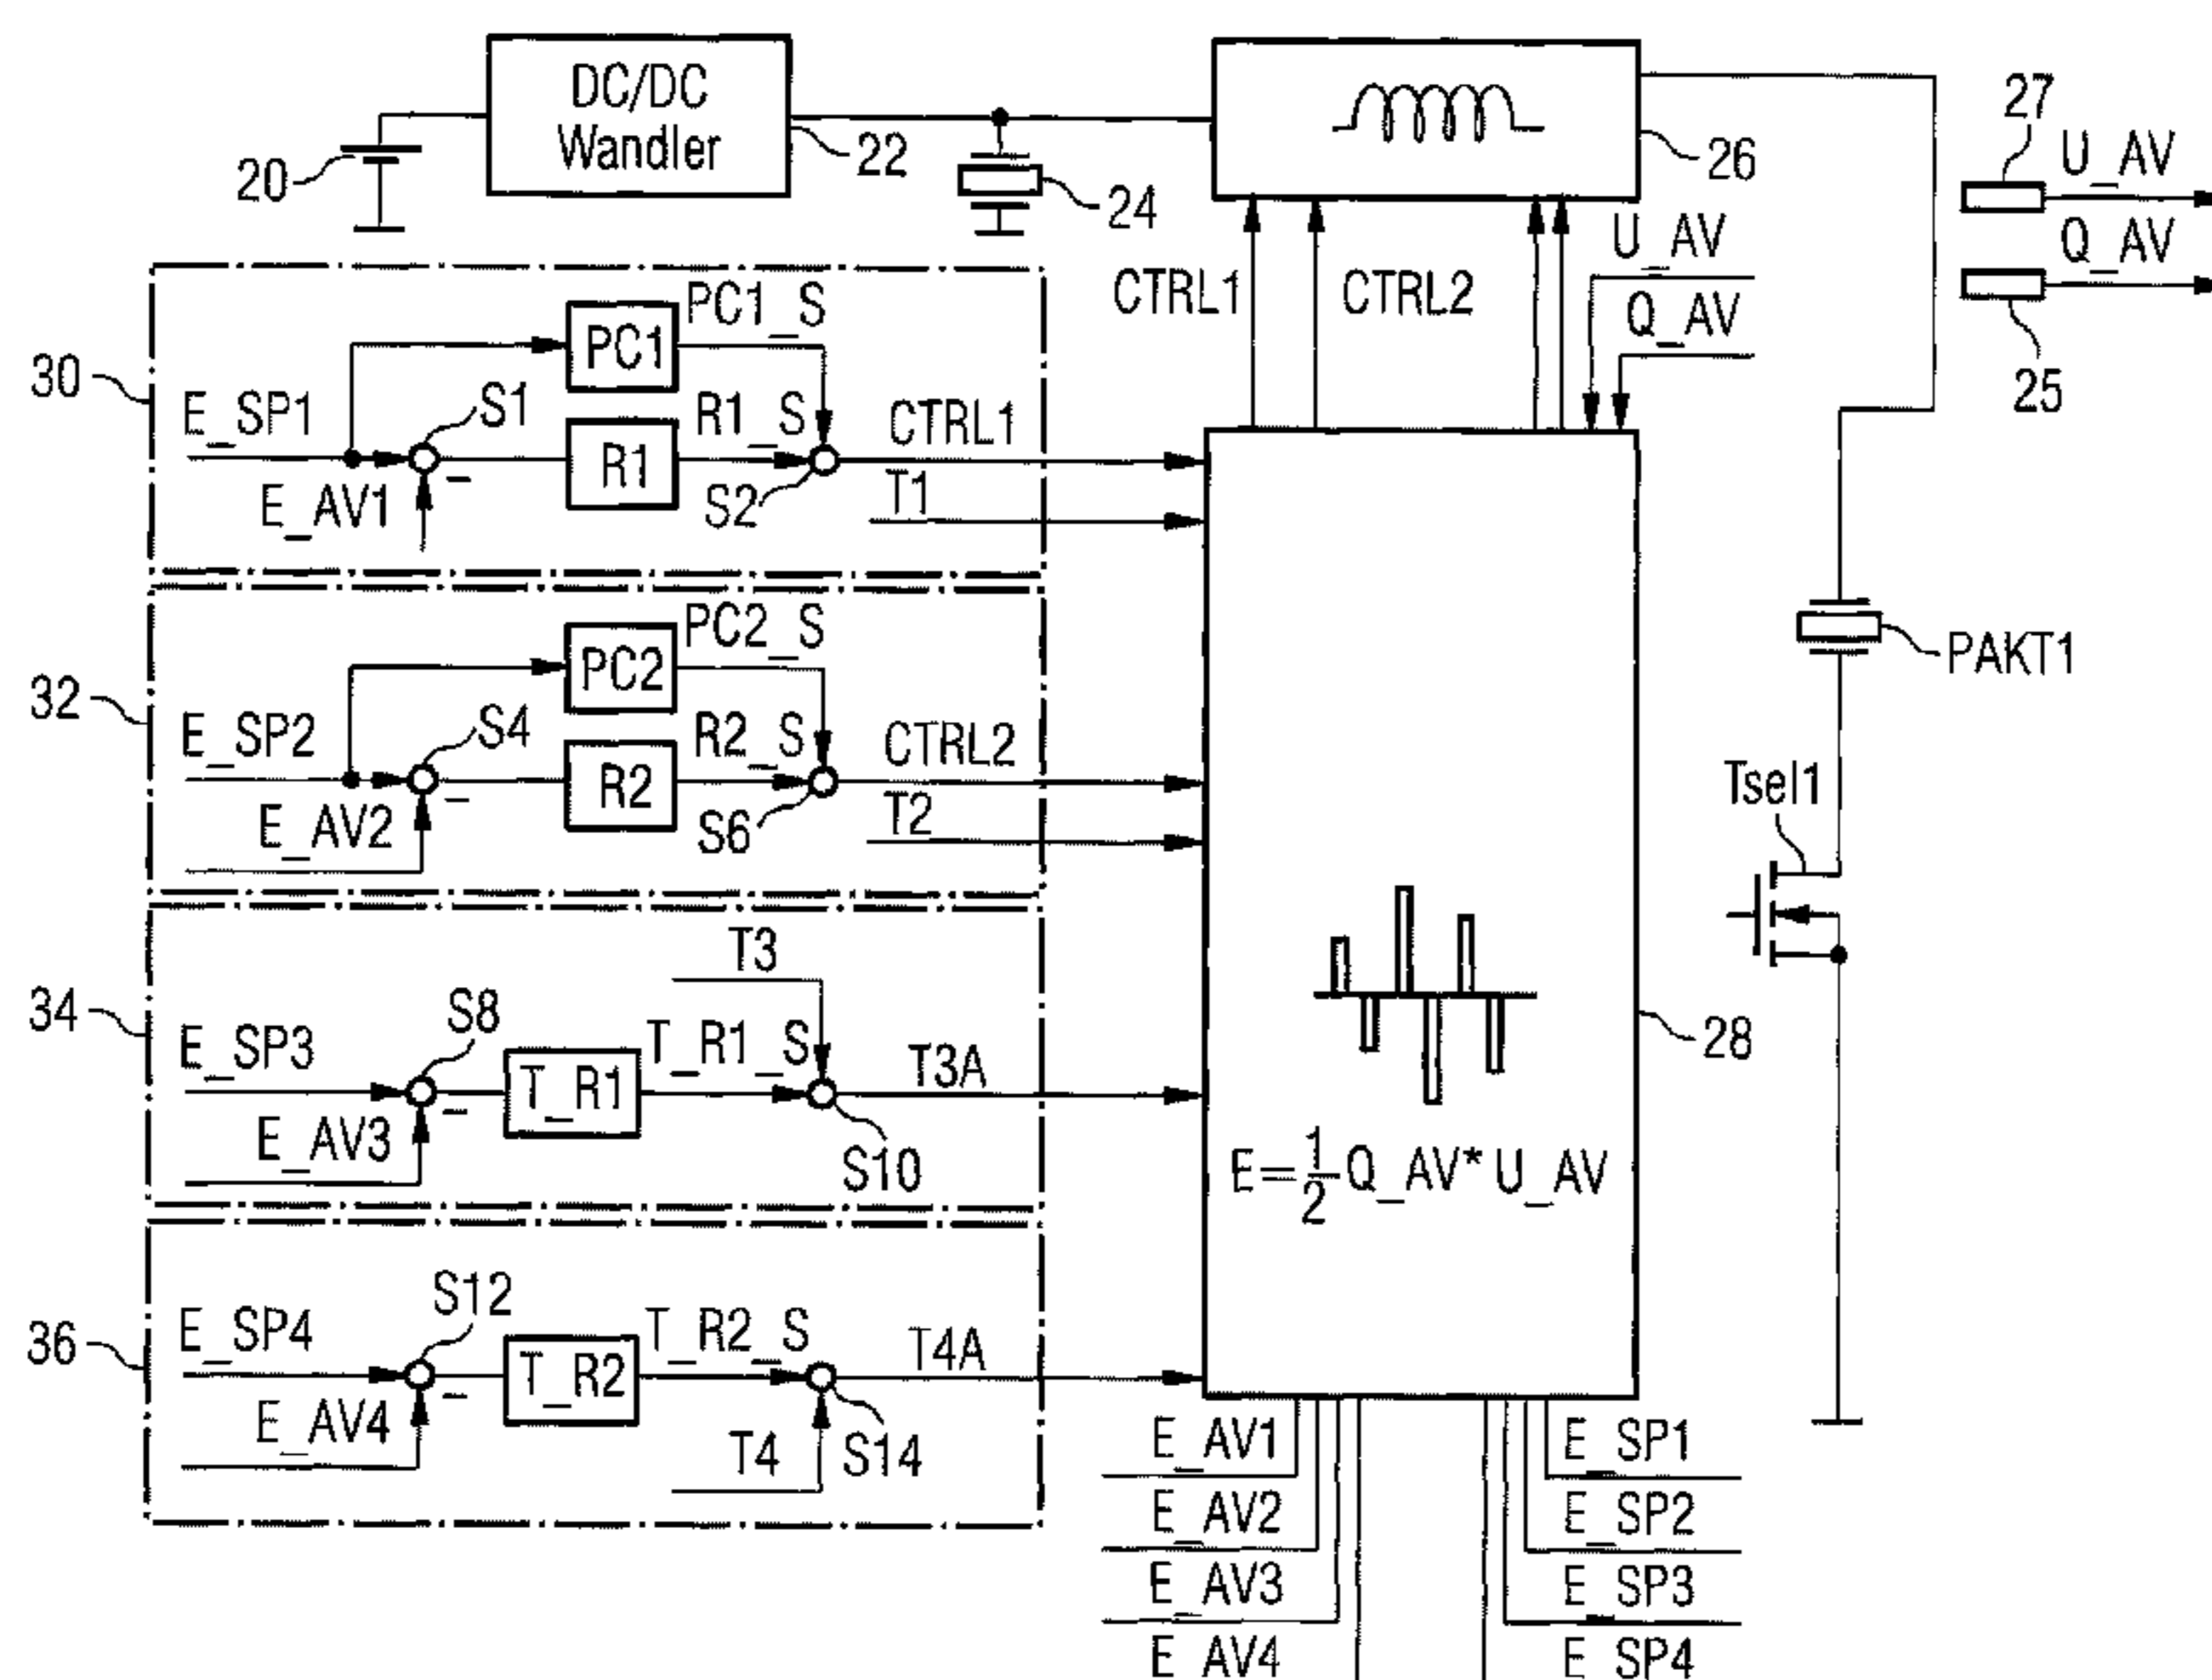 DC/DC
Wandler
20
22
24
26
27
U_AV
Q_AV
25
CTRL1
CTRL2
U_AV
Q_AV
30
E_SP1
E_AV1
S1
PC1
PC1_S
R1
R1_S
S2
CTRL1
T1
32
E_SP2
E_AV2
S4
PC2
PC2_S
R2
R2_S
S6
CTRL2
T2
34
E_SP3
E_AV3
S8
T_R1
T_R1_S
T3
S10
T3A
36
E_SP4
E_AV4
S12
T_R2
T_R2_S
T4
S14
T4A
E=1/2 Q_AV* U_AV
28
PAKT1
Tsel1
E_AV1
E_AV2
E_AV3
E_AV4
E_SP1
E_SP2
E_SP3
E_SP4